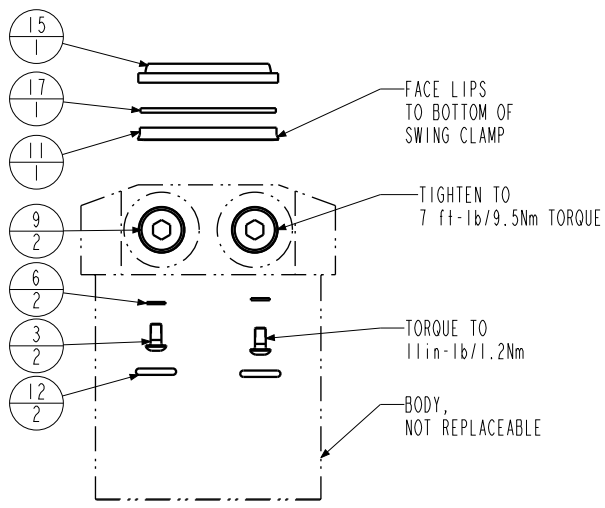 15
1
17
1
11
1
9
2
6
2
3
2
12
2
FACE LIPS
TO BOTTOM OF
SWING CLAMP
TIGHTEN TO
7 ft-lb/9.5Nm TORQUE
TORQUE TO
11in-lb/1.2Nm
BODY,
NOT REPLACEABLE